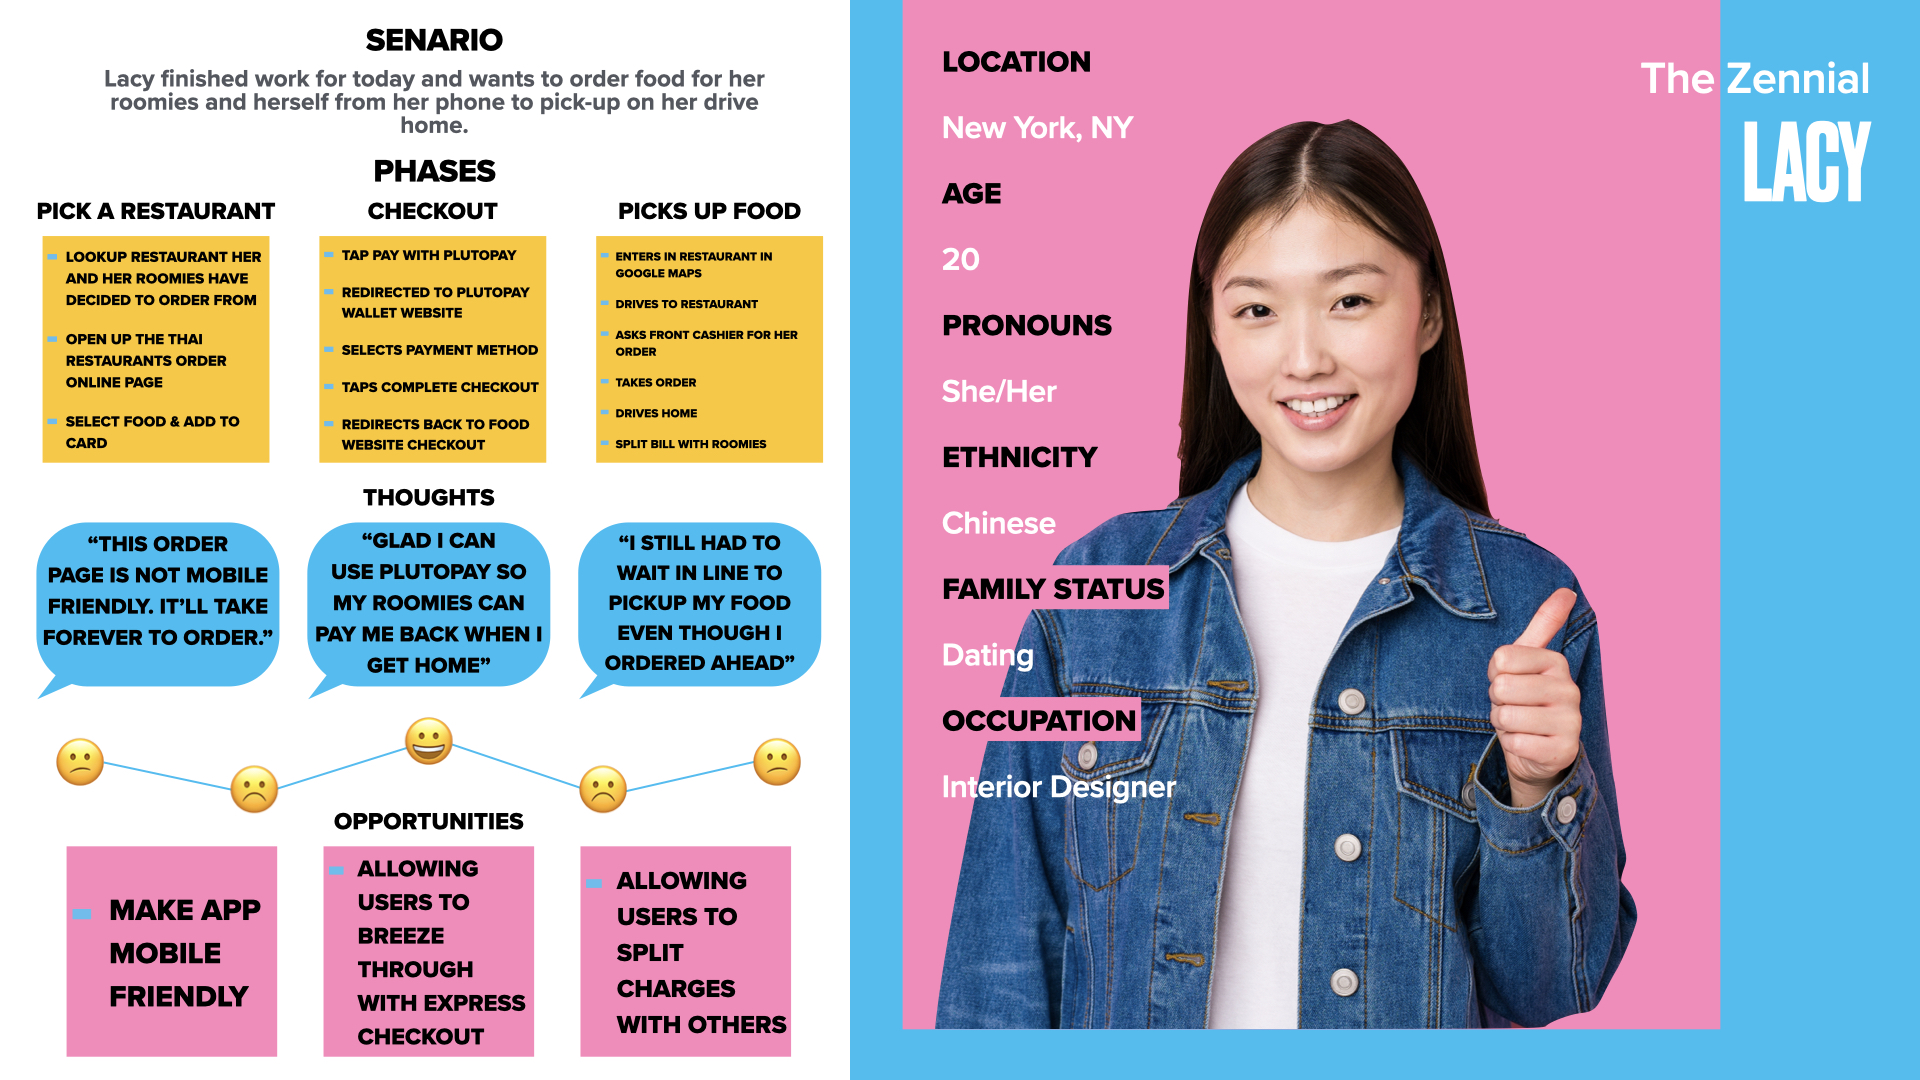 SENARIO
Lacy finished work for today and wants to order food for her
roomies and herself from her phone to pick-up on her drive
home.
PHASES
PICK A RESTAURANT
LOOKUP RESTAURANT HER
AND HER ROOMIES HAVE
DECIDED TO ORDER FROM
OPEN UP THE THAI
RESTAURANTS ORDER
ONLINE PAGE
SELECT FOOD & ADD TO
CARD
CHECKOUT
TAP PAY WITH PLUTOPAY
REDIRECTED TO PLUTOPAY
WALLET WEBSITE
SELECTS PAYMENT METHOD
TAPS COMPLETE CHECKOUT
REDIRECTS BACK TO FOOD
WEBSITE CHECKOUT
PICKS UP FOOD
ENTERS IN RESTAURANT IN
GOOGLE MAPS
DRIVES TO RESTAURANT
ASKS FRONT CASHIER FOR HER
ORDER
TAKES ORDER
DRIVES HOME
SPLIT BILL WITH ROOMIES
THOUGHTS
“THIS ORDER
PAGE IS NOT MOBILE
FRIENDLY. IT’LL TAKE
FOREVER TO ORDER.”
“GLAD I CAN
USE PLUTOPAY SO
MY ROOMIES CAN
PAY ME BACK WHEN I
GET HOME”
“I STILL HAD TO
WAIT IN LINE TO
PICKUP MY FOOD
EVEN THOUGH I
ORDERED AHEAD”
OPPORTUNITIES
MAKE APP
MOBILE
FRIENDLY
ALLOWING
USERS TO
BREEZE
THROUGH
WITH EXPRESS
CHECKOUT
ALLOWING
USERS TO
SPLIT
CHARGES
WITH OTHERS
LOCATION
New York, NY
AGE
20
PRONOUNS
She/Her
ETHNICITY
Chinese
FAMILY STATUS
Dating
OCCUPATION
Interior Designer
The Zennial
LACY